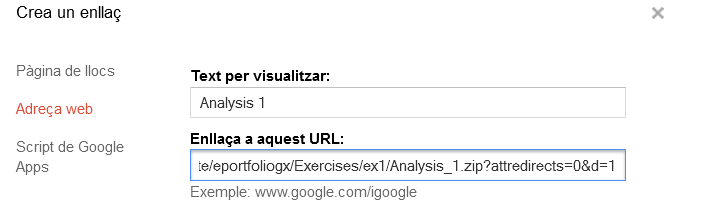 Crea un enllaç
Pàgina de llocs
Text per visualitzar:
Adreça web
Analysis 1
Script de Google
Apps
Enllaça a aquest URL:
te/eportfoliogx/Exercises/ex1/Analysis_1.zip?attredirects=0&d=1
Exemple: www.google.com/igoogle